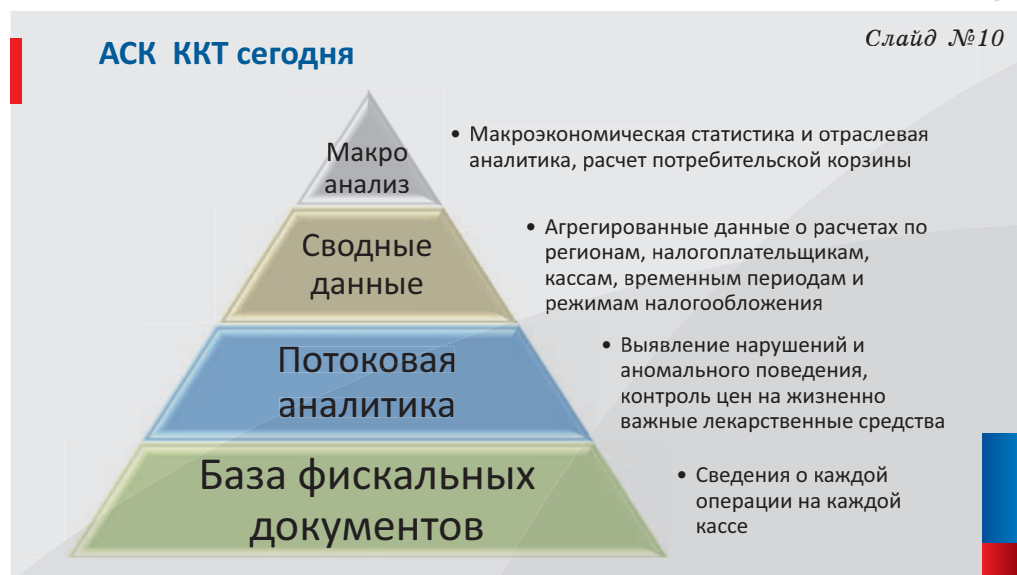 Слайд №10
АСК ККТ сегодня
Макро
анализ
• Макроэкономическая статистика и отраслевая
аналитика, расчет потребительской корзины
Сводные
данные
• Агрегированные данные о расчетах по
регионам, налогоплательщикам,
кассам, временным периодам и
режимам налогообложения
Потоковая
аналитика
• Выявление нарушений и
аномального поведения,
контроль цен на жизненно
важные лекарственные средства
База фискальных
документов
• Сведения о каждой
операции на каждой
кассе